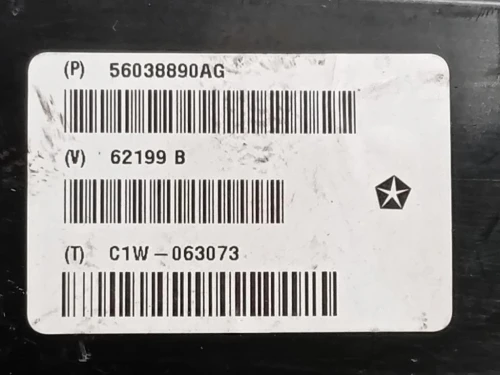 (P) 56038890AG
(V) 62199 B
(T) C1W-063073